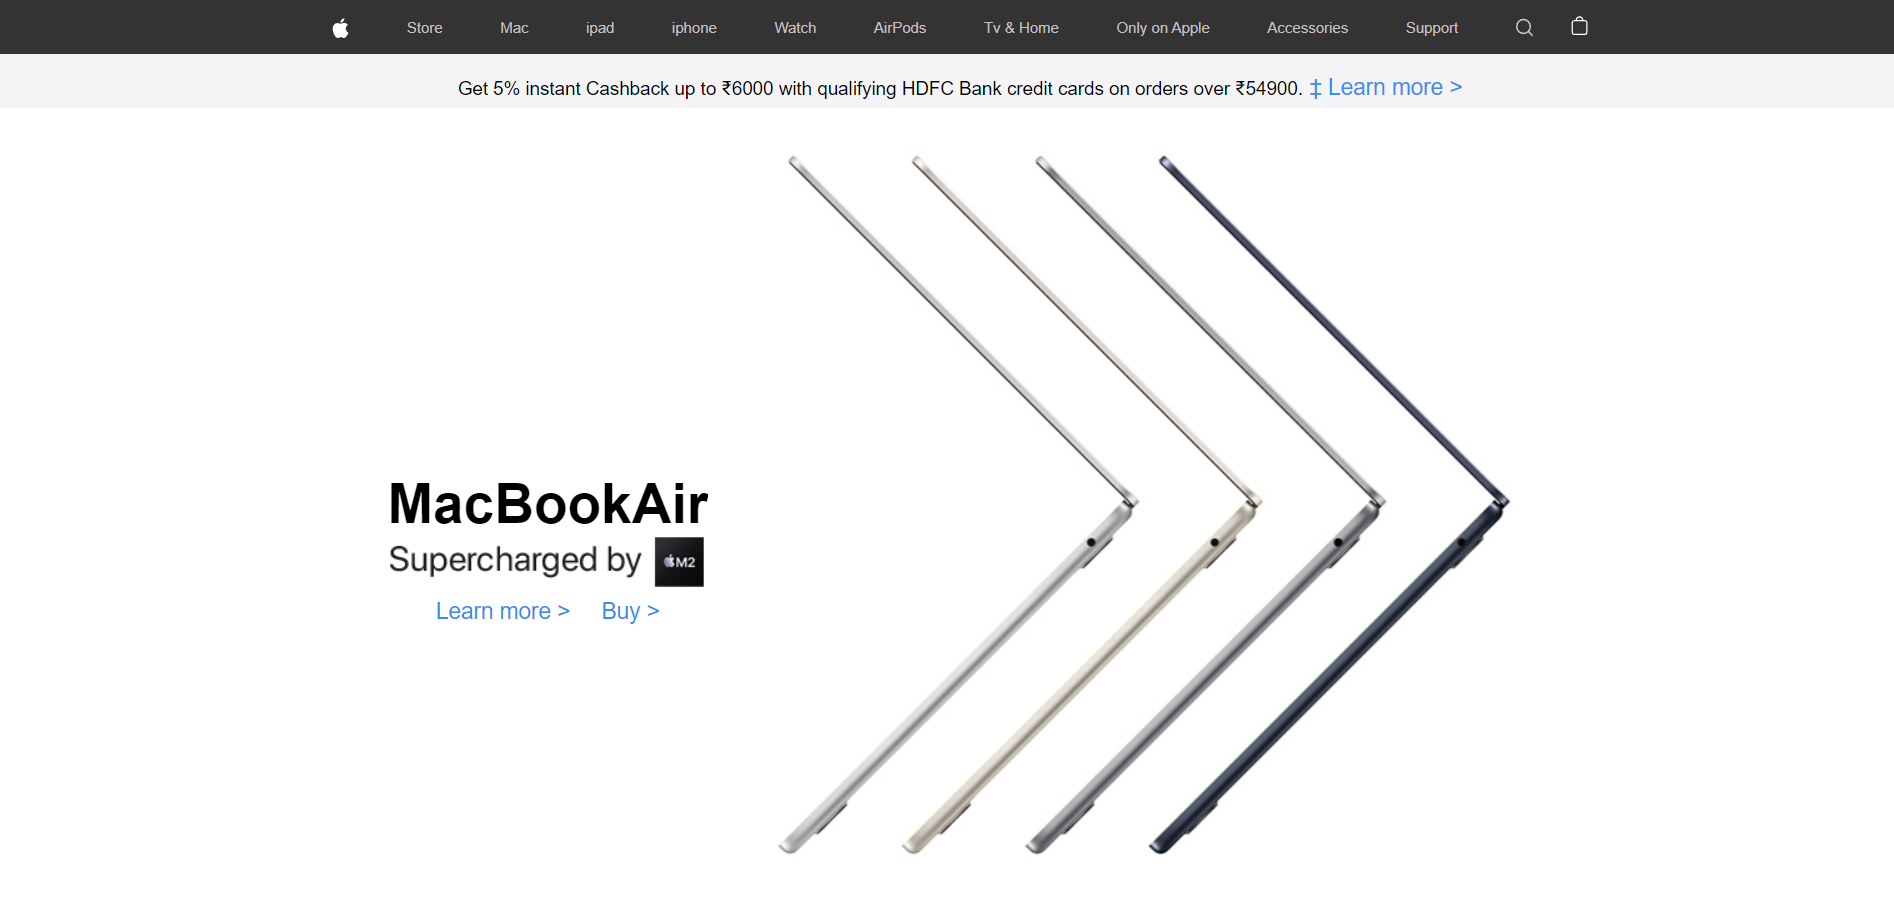 Store Mac ipad iphone Watch AirPods Tv & Home Only on Apple Accessories Support
Get 5% instant Cashback up to ₹6000 with qualifying HDFC Bank credit cards on orders over ₹54900. ‡ Learn more >
MacBookAir
Supercharged by M2
Learn more > Buy >